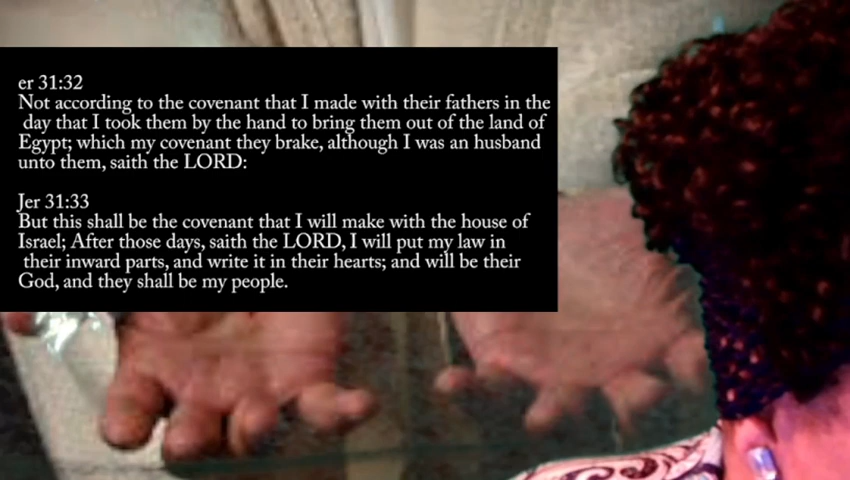 er 31:32
Not according to the covenant that I made with their fathers in the
day that I took them by the hand to bring them out of the land of
Egypt; which my covenant they brake, although I was an husband
unto them, saith the LORD:
Jer 31:33
But this shall be the covenant that I will make with the house of
Israel; After those days, saith the LORD, I will put my law in
their inward parts, and write it in their hearts; and will be their
God, and they shall be my people.